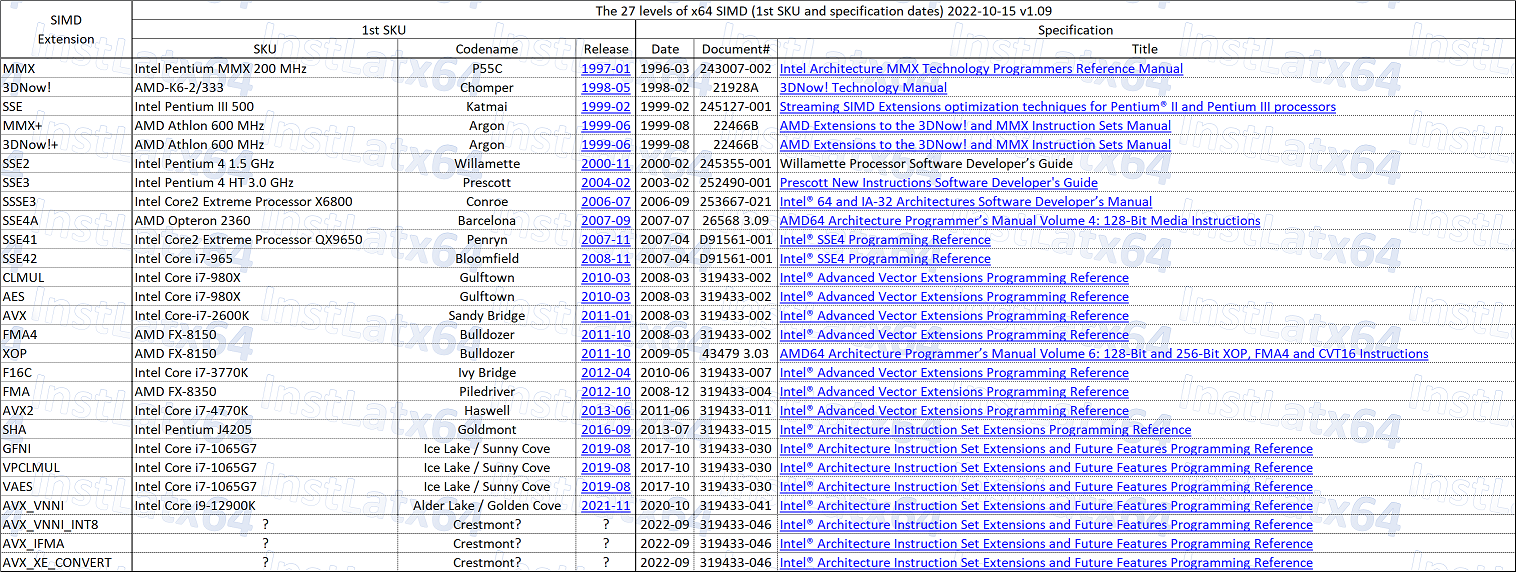 The 27 levels of x64 SIMD (1st SKU and specification dates) 2022-10-15 v1.09
SIMD Extension
1st SKU Specification
SKU Codename Release Date Document# Title
MMX Intel Pentium MMX 200 MHz P55C 1997-01 1996-03 243007-002 Intel Architecture MMX Technology Programmers Reference Manual
3DNow! AMD-K6-2/333 Chomper 1998-05 1998-02 21928A 3DNow! Technology Manual
SSE Intel Pentium III 500 Katmai 1999-02 1999-02 245127-001 Streaming SIMD Extensions optimization techniques for Pentium® II and Pentium III processors
MMX+ AMD Athlon 600 MHz Argon 1999-06 1999-08 22466B AMD Extensions to the 3DNow! and MMX Instruction Sets Manual
3DNow!+ AMD Athlon 600 MHz Argon 1999-06 1999-08 22466B AMD Extensions to the 3DNow! and MMX Instruction Sets Manual
SSE2 Intel Pentium 4 1.5 GHz Willamette 2000-11 2000-02 245355-001 Willamette Processor Software Developer’s Guide
SSE3 Intel Pentium 4 HT 3.0 GHz Prescott 2004-02 2003-02 252490-001 Prescott New Instructions Software Developer's Guide
SSSE3 Intel Core2 Extreme Processor X6800 Conroe 2006-07 2006-09 253667-021 Intel® 64 and IA-32 Architectures Software Developer’s Manual
SSE4A AMD Opteron 2360 Barcelona 2007-09 2007-07 26568 3.09 AMD64 Architecture Programmer’s Manual Volume 4: 128-Bit Media Instructions
SSE41 Intel Core2 Extreme Processor QX9650 Penryn 2007-11 2007-04 D91561-001 Intel® SSE4 Programming Reference
SSE42 Intel Core i7-965 Bloomfield 2008-11 2007-04 D91561-001 Intel® SSE4 Programming Reference
CLMUL Intel Core i7-980X Gulftown 2010-03 2008-03 319433-002 Intel® Advanced Vector Extensions Programming Reference
AES Intel Core i7-980X Gulftown 2010-03 2008-03 319433-002 Intel® Advanced Vector Extensions Programming Reference
AVX Intel Core-i7-2600K Sandy Bridge 2011-01 2008-03 319433-002 Intel® Advanced Vector Extensions Programming Reference
FMA4 AMD FX-8150 Bulldozer 2011-10 2008-03 319433-002 Intel® Advanced Vector Extensions Programming Reference
XOP AMD FX-8150 Bulldozer 2011-10 2009-05 43479 3.03 AMD64 Architecture Programmer’s Manual Volume 6: 128-Bit and 256-Bit XOP, FMA4 and CVT16 Instructions
F16C Intel Core i7-3770K Ivy Bridge 2012-04 2010-06 319433-007 Intel® Advanced Vector Extensions Programming Reference
FMA AMD FX-8350 Piledriver 2012-10 2008-12 319433-004 Intel® Advanced Vector Extensions Programming Reference
AVX2 Intel Core i7-4770K Haswell 2013-06 2011-06 319433-011 Intel® Advanced Vector Extensions Programming Reference
SHA Intel Pentium J4205 Goldmont 2016-09 2013-07 319433-015 Intel® Architecture Instruction Set Extensions Programming Reference
GFNI Intel Core i7-1065G7 Ice Lake / Sunny Cove 2019-08 2017-10 319433-030 Intel® Architecture Instruction Set Extensions and Future Features Programming Reference
VPCLMUL Intel Core i7-1065G7 Ice Lake / Sunny Cove 2019-08 2017-10 319433-030 Intel® Architecture Instruction Set Extensions and Future Features Programming Reference
VAES Intel Core i7-1065G7 Ice Lake / Sunny Cove 2019-08 2017-10 319433-030 Intel® Architecture Instruction Set Extensions and Future Features Programming Reference
AVX_VNNI Intel Core i9-12900K Alder Lake / Golden Cove 2021-11 2020-10 319433-041 Intel® Architecture Instruction Set Extensions and Future Features Programming Reference
AVX_VNNI_INT8 ? Crestmont? ? 2022-09 319433-046 Intel® Architecture Instruction Set Extensions and Future Features Programming Reference
AVX_IFMA ? Crestmont? ? 2022-09 319433-046 Intel® Architecture Instruction Set Extensions and Future Features Programming Reference
AVX_XE_CONVERT ? Crestmont? ? 2022-09 319433-046 Intel® Architecture Instruction Set Extensions and Future Features Programming Reference
InstLatx64